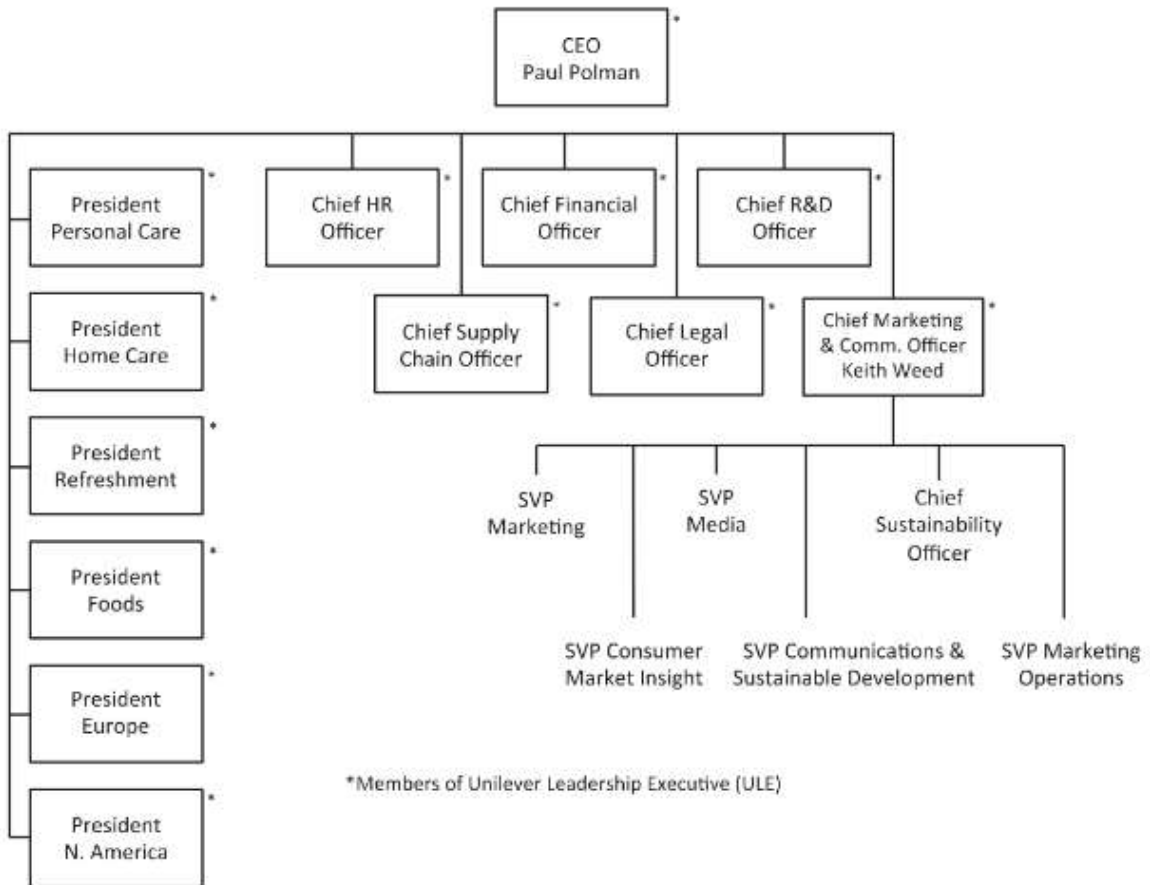 *
CEO
Paul Polman
*
President
Personal Care
*
Chief HR
Officer
*
Chief Financial
Officer
*
Chief R&D
Officer
*
President
Home Care
*
Chief Supply
Chain Officer
*
Chief Legal
Officer
*
Chief Marketing
& Comm. Officer
Keith Weed
*
President
Refreshment
SVP
Marketing
SVP
Media
Chief
Sustainability
Officer
*
President
Foods
SVP Consumer
Market Insight
SVP Communications &
Sustainable Development
SVP Marketing
Operations
*
President
Europe
*Members of Unilever Leadership Executive (ULE)
*
President
N. America